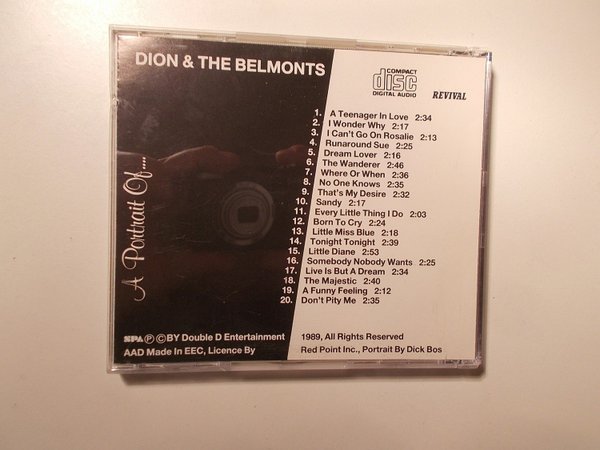 DION & THE BELMONTS
COMPACT
disc
DIGITAL AUDIO
REVIVAL
A Portrait Of....
1. A Teenager In Love 2:34
2. I Wonder Why 2:17
3. I Can't Go On Rosalie 2:13
4. Runaround Sue 2:25
5. Dream Lover 2:16
6. The Wanderer 2:46
7. Where Or When 2:36
8. No One Knows 2:35
9. That's My Desire 2:32
10. Sandy 2:17
11. Every Little Thing I Do 2:03
12. Born To Cry 2:24
13. Little Miss Blue 2:18
14. Tonight Tonight 2:39
15. Little Diane 2:53
16. Somebody Nobody Wants 2:25
17. Live Is But A Dream 2:34
18. The Majestic 2:40
19. A Funny Feeling 2:12
20. Don't Pity Me 2:35
SPA Ⓟ ©BY Double D Entertainment 1989, All Rights Reserved
AAD Made In EEC, Licence By Red Point Inc., Portrait By Dick Bos